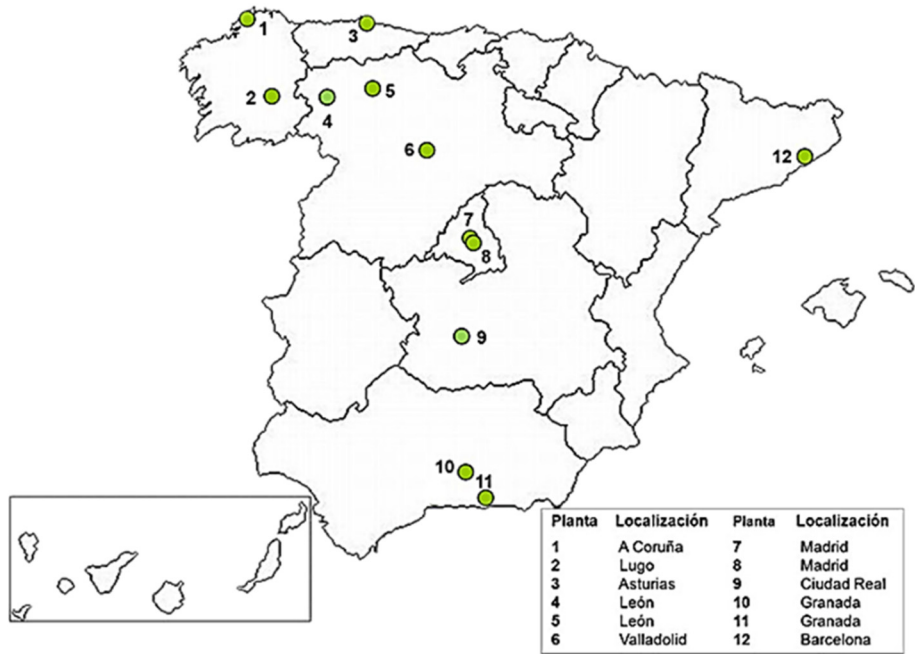 1
3
2
4
5
6
12
7
8
9
10
11
Planta Localización Planta Localización
1 A Coruña 7 Madrid
2 Lugo 8 Madrid
3 Asturias 9 Ciudad Real
4 León 10 Granada
5 León 11 Granada
6 Valladolid 12 Barcelona